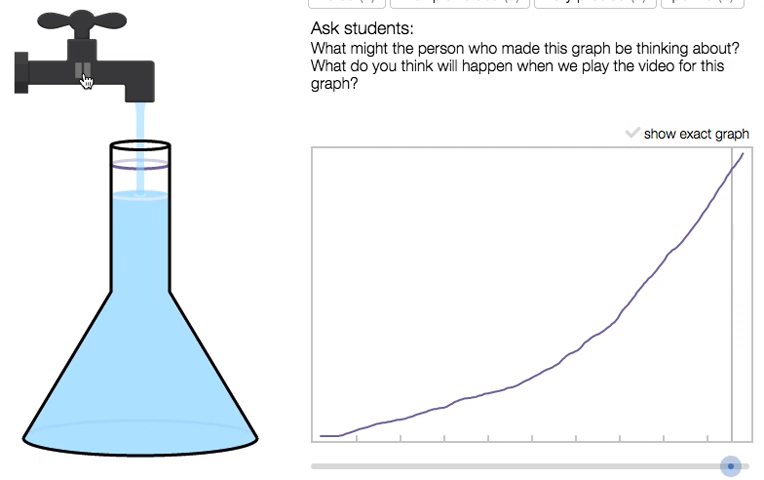 Ask students:
What might the person who made this graph be thinking about?
What do you think will happen when we play the video for this
graph?
show exact graph